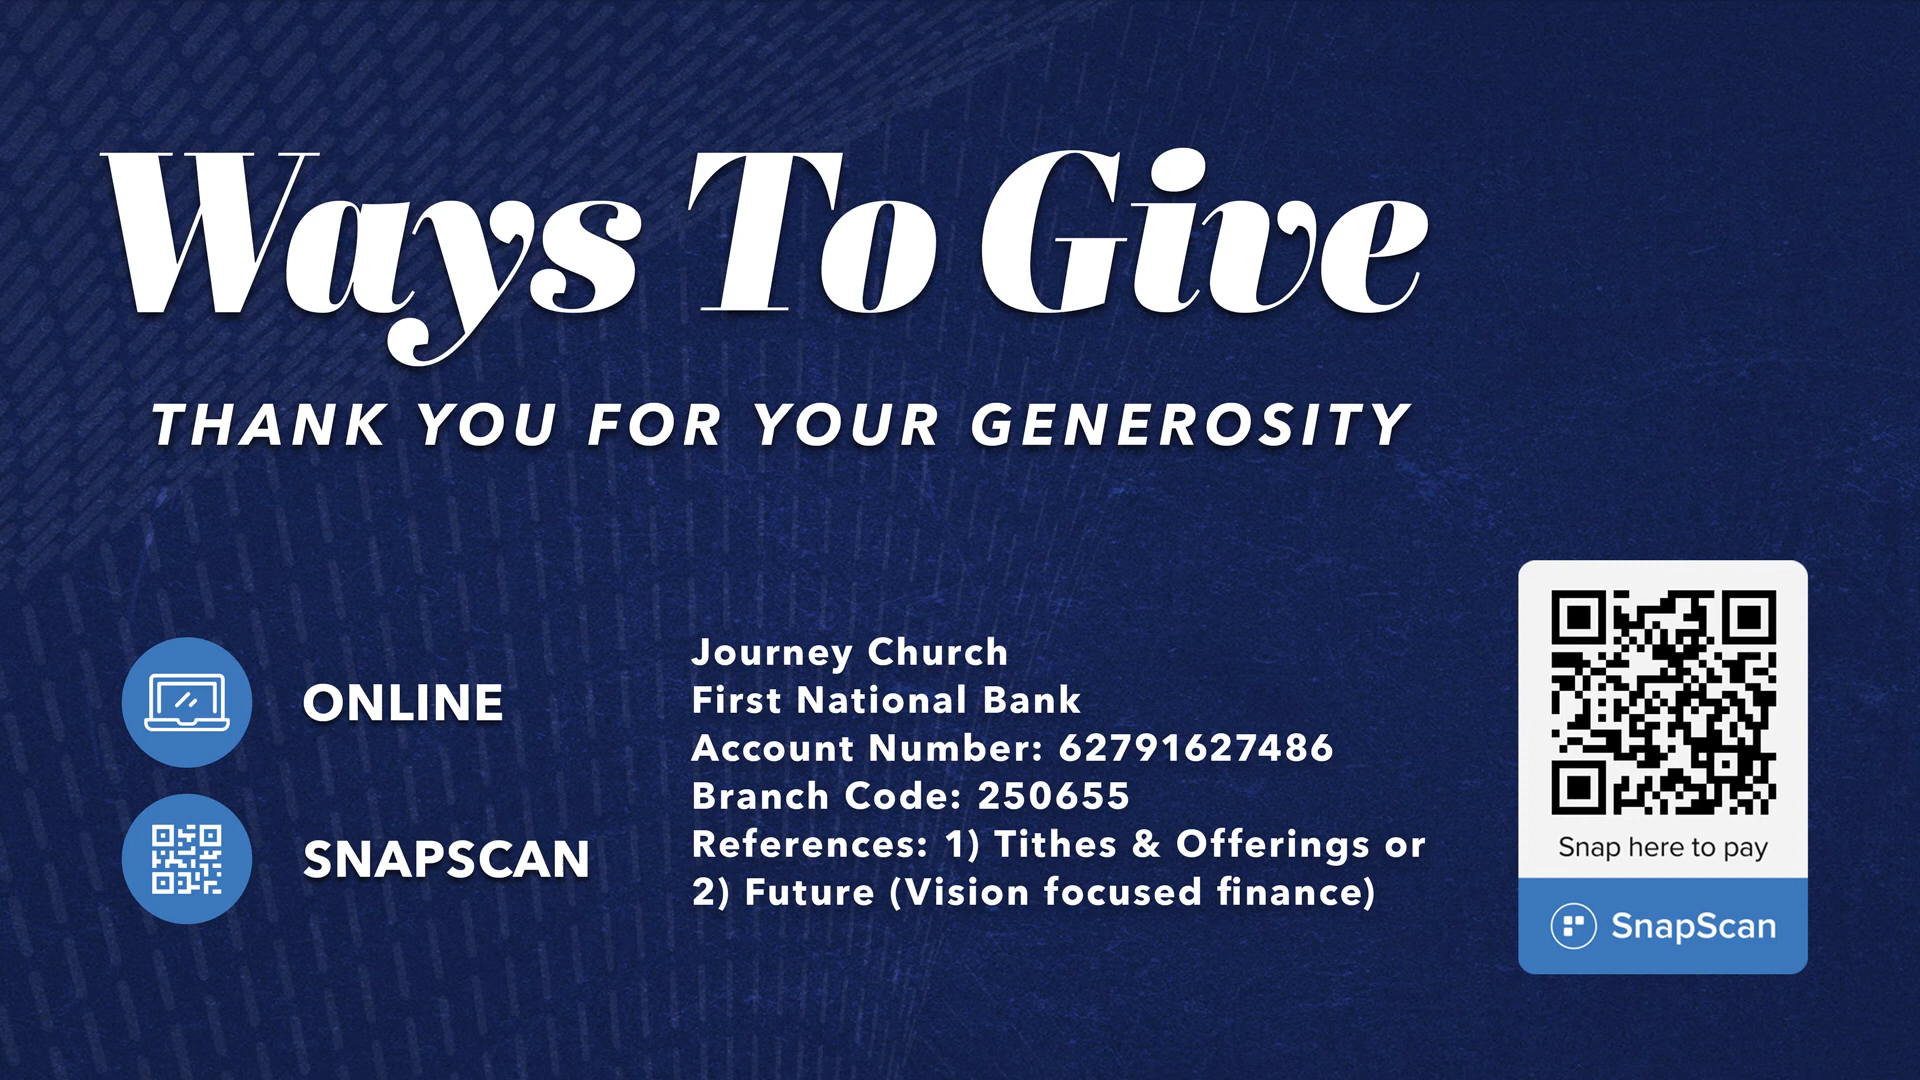 Ways To Give
THANK YOU FOR YOUR GENEROSITY
ONLINE
SNAPSCAN
Journey Church
First National Bank
Account Number: 62791627486
Branch Code: 250655
References: 1) Tithes & Offerings or
2) Future (Vision focused finance)
Snap here to pay
SnapScan